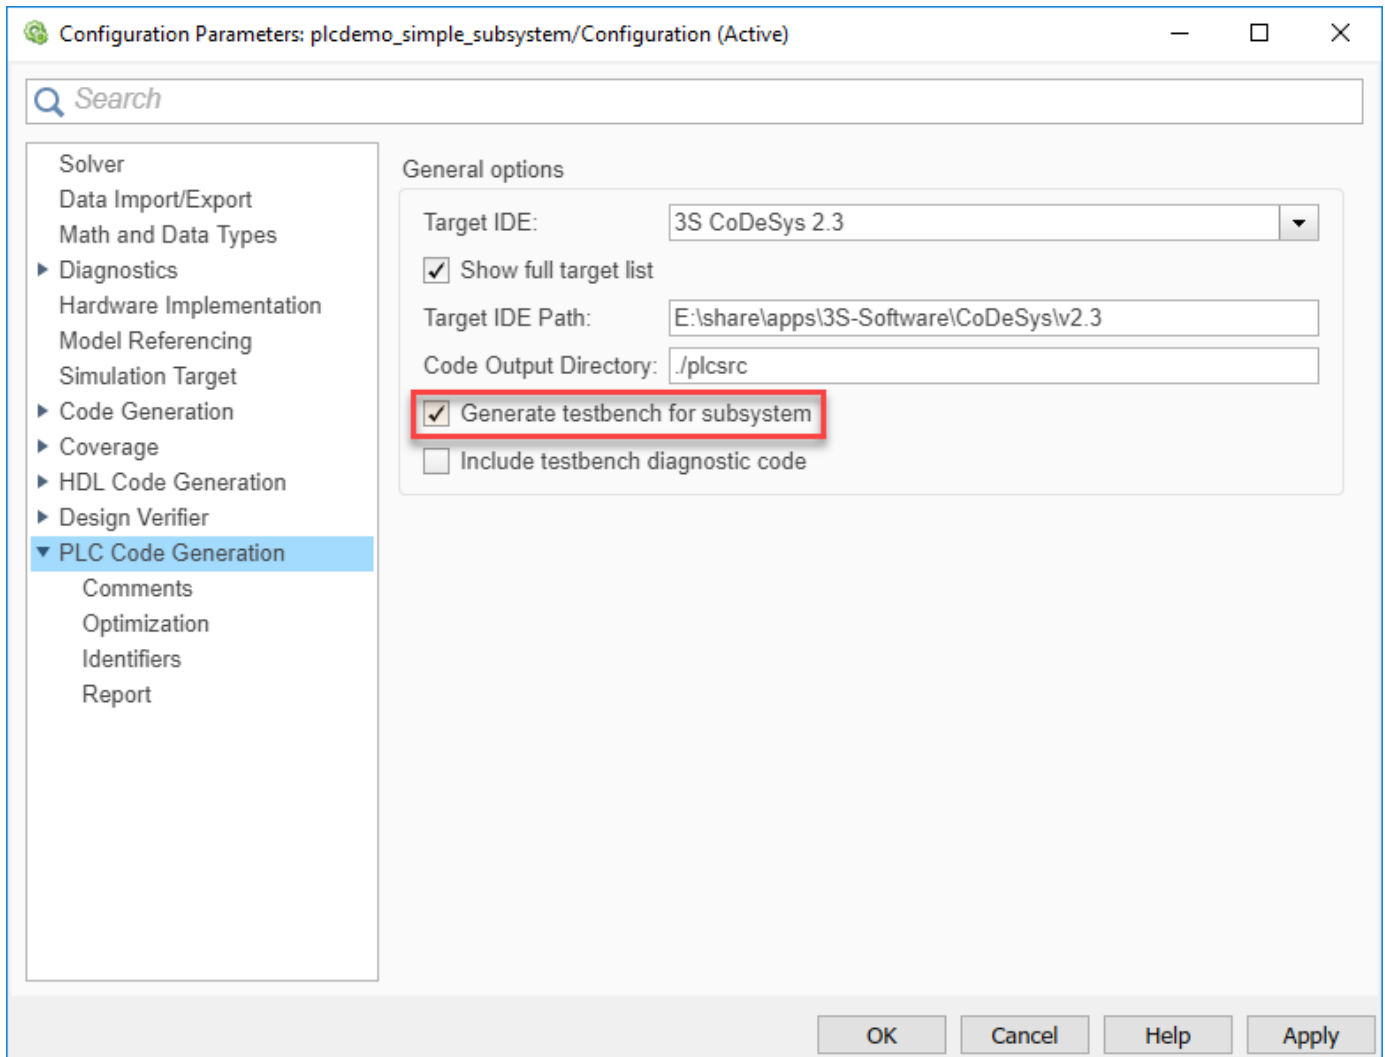 Configuration Parameters: plcdemo_simple_subsystem/Configuration (Active)
Search
Solver
Data Import/Export
Math and Data Types
Diagnostics
Hardware Implementation
Model Referencing
Simulation Target
Code Generation
Coverage
HDL Code Generation
Design Verifier
PLC Code Generation
Comments
Optimization
Identifiers
Report
General options
Target IDE: 3S CoDeSys 2.3
Show full target list
Target IDE Path: E:\share\apps\3S-Software\CoDeSys\v2.3
Code Output Directory: ./plcsrc
Generate testbench for subsystem
Include testbench diagnostic code
OK Cancel Help Apply